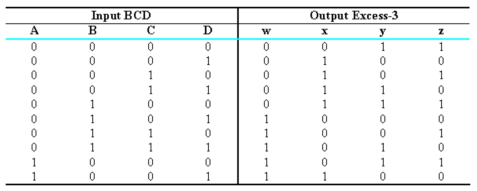 Input BCD Output Excess-3
A B C D w x y z
0 0 0 0 0 0 1 1
0 0 0 1 0 1 0 0
0 0 1 0 0 1 0 1
0 0 1 1 0 1 1 0
0 1 0 0 0 1 1 1
0 1 0 1 1 0 0 0
0 1 1 0 1 0 0 1
0 1 1 1 1 0 1 0
1 0 0 0 1 0 1 1
1 0 0 1 1 1 0 0